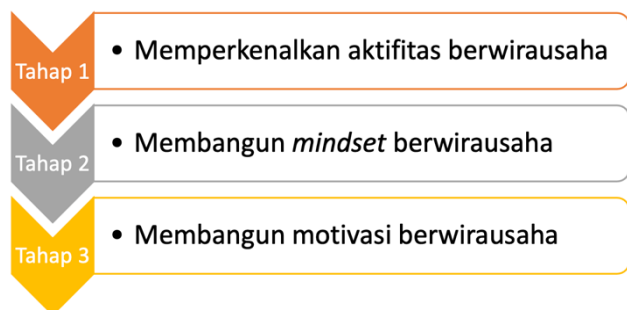 Tahap 1
• Memperkenalkan aktifitas berwirausaha
Tahap 2
• Membangun mindset berwirausaha
Tahap 3
• Membangun motivasi berwirausaha